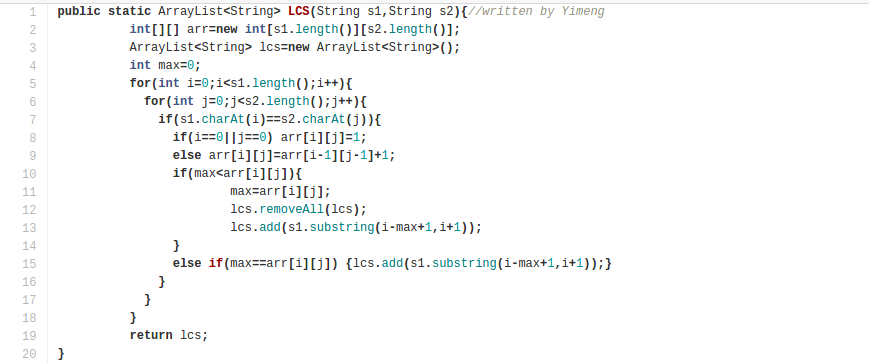 1 public static ArrayList<String> LCS(String s1,String s2){//written by Yimeng
2 int[][] arr=new int[s1.length()][s2.length()];
3 ArrayList<String> lcs=new ArrayList<String>();
4 int max=0;
5 for(int i=0;i<s1.length();i++){
6 for(int j=0;j<s2.length();j++){
7 if(s1.charAt(i)==s2.charAt(j)){
8 if(i==0||j==0) arr[i][j]=1;
9 else arr[i][j]=arr[i-1][j-1]+1;
10 if(max<arr[i][j]){
11 max=arr[i][j];
12 lcs.removeAll(lcs);
13 lcs.add(s1.substring(i-max+1,i+1));
14 }
15 else if(max==arr[i][j]) {lcs.add(s1.substring(i-max+1,i+1));}
16 }
17 }
18 }
19 return lcs;
20 }